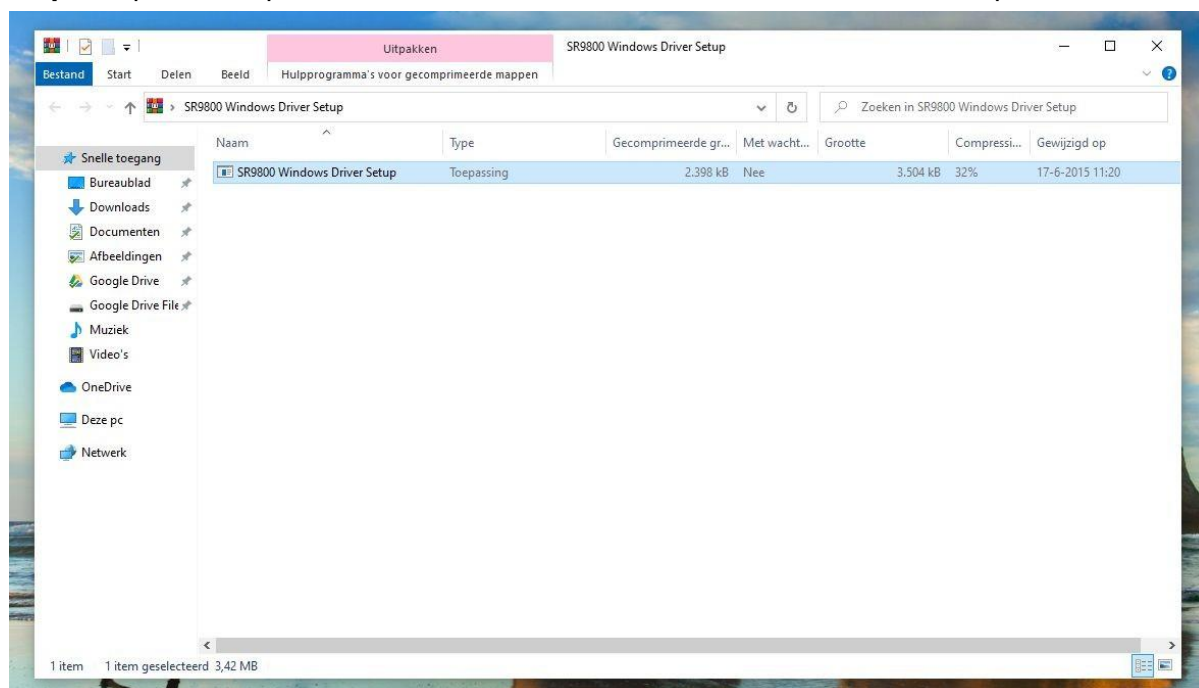 Uitpakken
SR9800 Windows Driver Setup
Bestand Start Delen Beeld Hulpprogramma's voor gecomprimeerde mappen
SR9800 Windows Driver Setup
Zoeken in SR9800 Windows Driver Setup
Naam Type Gecomprimeerde gr... Met wacht... Grootte Compressi... Gewijzigd op
SR9800 Windows Driver Setup Toepassing 2.398 kB Nee 3.504 kB 32% 17-6-2015 11:20
Snelle toegang
Bureaublad
Downloads
Documenten
Afbeeldingen
Google Drive
Google Drive File
Muziek
Video's
OneDrive
Deze pc
Netwerk
1 item 1 item geselecteerd 3,42 MB